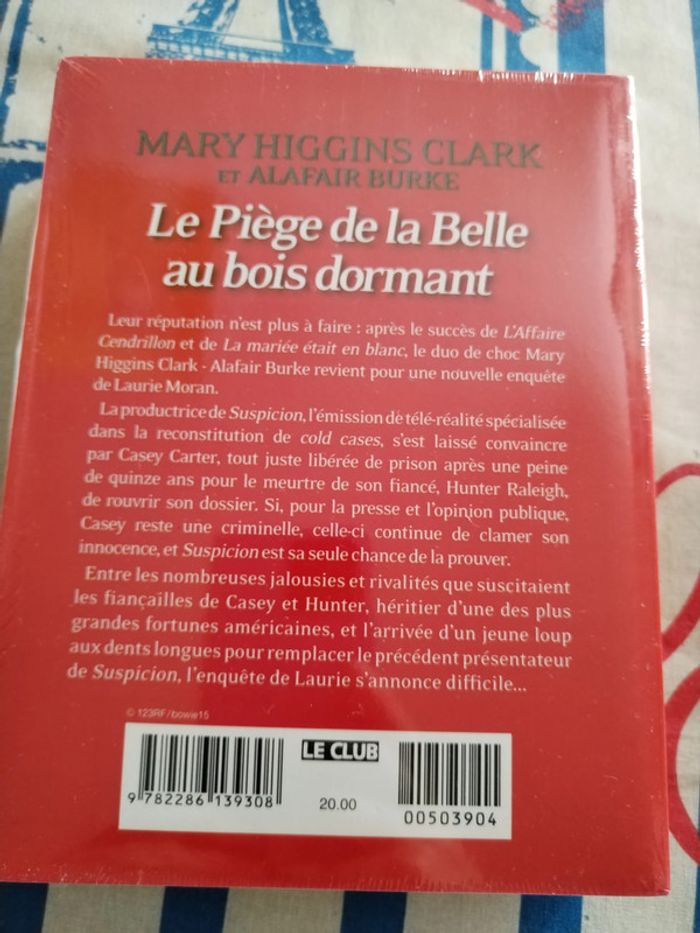 MARY HIGGINS CLARK
ET ALAFAIR BURKE
Le Piège de la Belle
au bois dormant
Leur réputation n'est plus à faire : après le succès de L'Affaire
Cendrillon et de La mariée était en blanc, le duo de choc Mary
Higgins Clark - Alafair Burke revient pour une nouvelle enquête
de Laurie Moran.
La productrice de Suspicion, l'émission de télé-réalité spécialisée
dans la reconstitution de cold cases, s'est laissé convaincre
par Casey Carter, tout juste libérée de prison après une peine
de quinze ans pour le meurtre de son fiancé, Hunter Raleigh,
de rouvrir son dossier. Si, pour la presse et l'opinion publique,
Casey reste une criminelle, celle-ci continue de clamer son
innocence, et Suspicion est sa seule chance de la prouver.
Entre les nombreuses jalousies et rivalités que suscitaient
les fiançailles de Casey et Hunter, héritier d'une des plus
grandes fortunes américaines, et l'arrivée d'un jeune loup
aux dents longues pour remplacer le précédent présentateur
de Suspicion, l'enquête de Laurie s'annonce difficile...
© 123RF/bowie15
LE CLUB
9 782286 139308
20.00
00503904